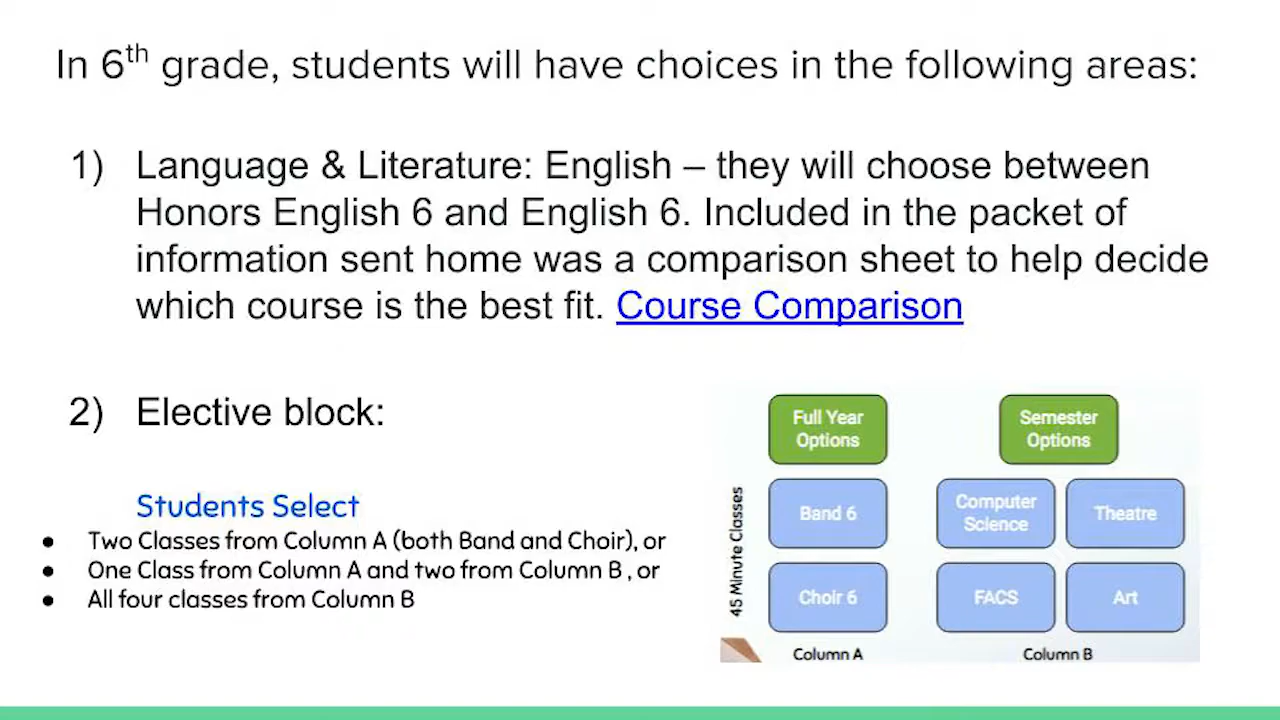 In 6th grade, students will have choices in the following areas:
1) Language & Literature: English – they will choose between
Honors English 6 and English 6. Included in the packet of
information sent home was a comparison sheet to help decide
which course is the best fit. Course Comparison
2) Elective block:
Students Select
● Two Classes from Column A (both Band and Choir), or
● One Class from Column A and two from Column B , or
● All four classes from Column B
45 Minute Classes
Full Year
Options
Band 6
Choir 6
Column A
Semester
Options
Computer
Science
Theatre
FACS
Art
Column B